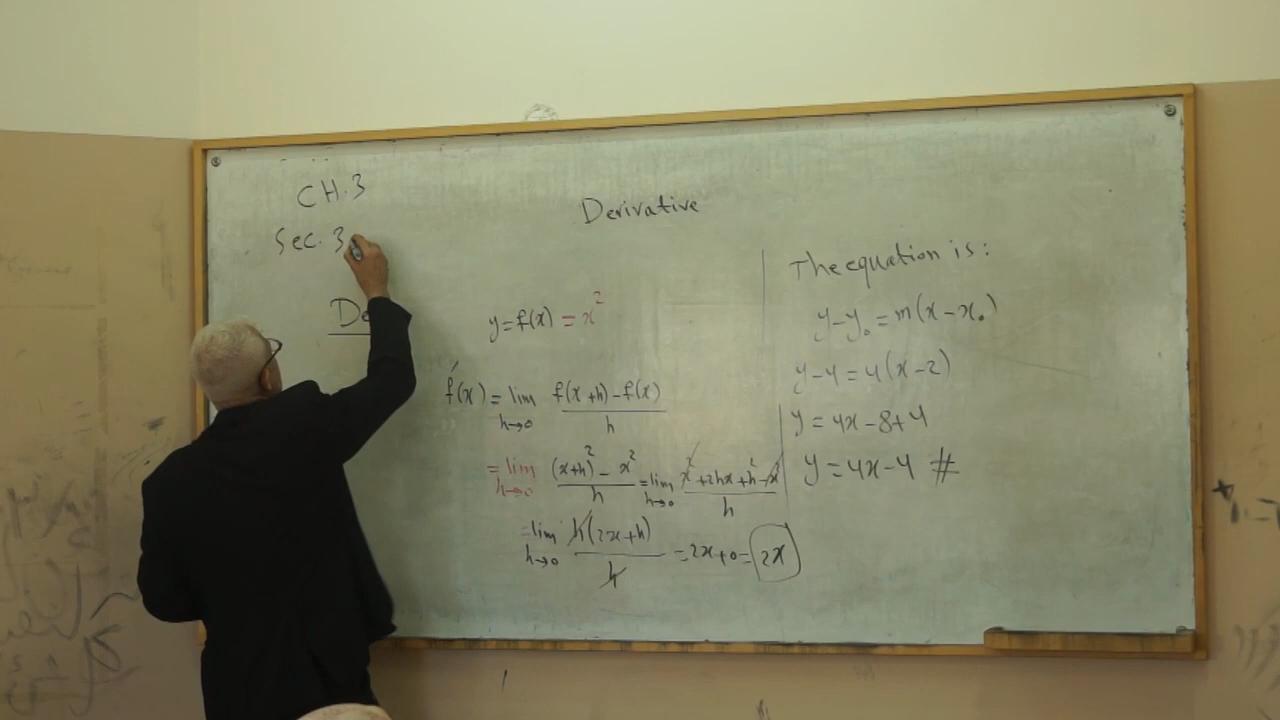 CH.3
Sec. 3
Derivative
De
y=f(x) = x²
f́(x) = lim h→0 f(x+h)-f(x) / h
= lim h→0 (x+h)² - x² / h = lim h→0 x²+2hx+h²-x² / h
= lim h→0 h(2x+h) / h = 2x+0= 2x
The equation is:
y-y₀ = m(x-x₀)
y-4 = 4(x-2)
y = 4x-8+4
y = 4x-4 #